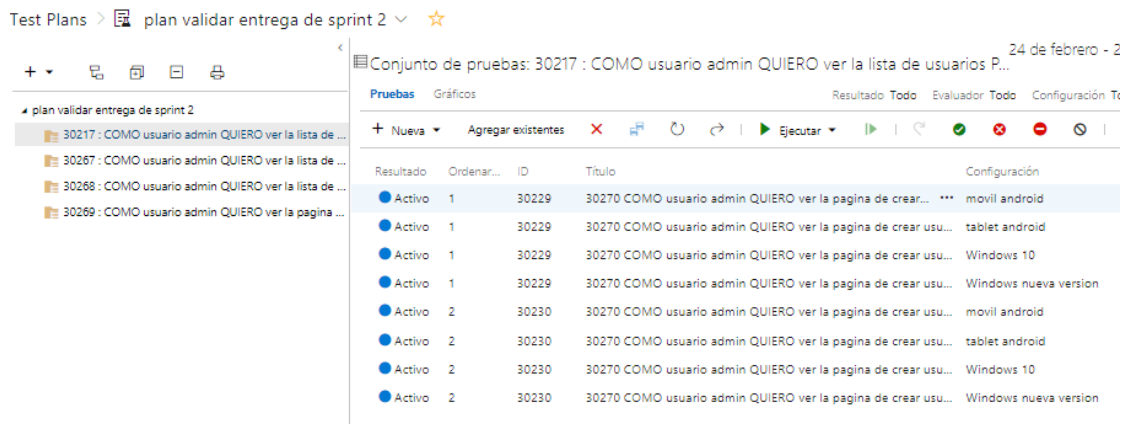 Test Plans > plan validar entrega de sprint 2
24 de febrero - 2
+
Conjunto de pruebas: 30217 : COMO usuario admin QUIERO ver la lista de usuarios P...
Pruebas Gráficos Resultado Todo Evaluador Todo Configuración To
plan validar entrega de sprint 2
30217 : COMO usuario admin QUIERO ver la lista de ...
30267 : COMO usuario admin QUIERO ver la lista de ...
30268 : COMO usuario admin QUIERO ver la lista de ...
30269 : COMO usuario admin QUIERO ver la pagina ...
+ Nueva Agregar existentes Ejecutar
Resultado Ordenar... ID Título Configuración
Activo 1 30229 30270 COMO usuario admin QUIERO ver la pagina de crear... ••• movil android
Activo 1 30229 30270 COMO usuario admin QUIERO ver la pagina de crear usu... tablet android
Activo 1 30229 30270 COMO usuario admin QUIERO ver la pagina de crear usu... Windows 10
Activo 1 30229 30270 COMO usuario admin QUIERO ver la pagina de crear usu... Windows nueva version
Activo 2 30230 30270 COMO usuario admin QUIERO ver la pagina de crear usu... movil android
Activo 2 30230 30270 COMO usuario admin QUIERO ver la pagina de crear usu... tablet android
Activo 2 30230 30270 COMO usuario admin QUIERO ver la pagina de crear usu... Windows 10
Activo 2 30230 30270 COMO usuario admin QUIERO ver la pagina de crear usu... Windows nueva version